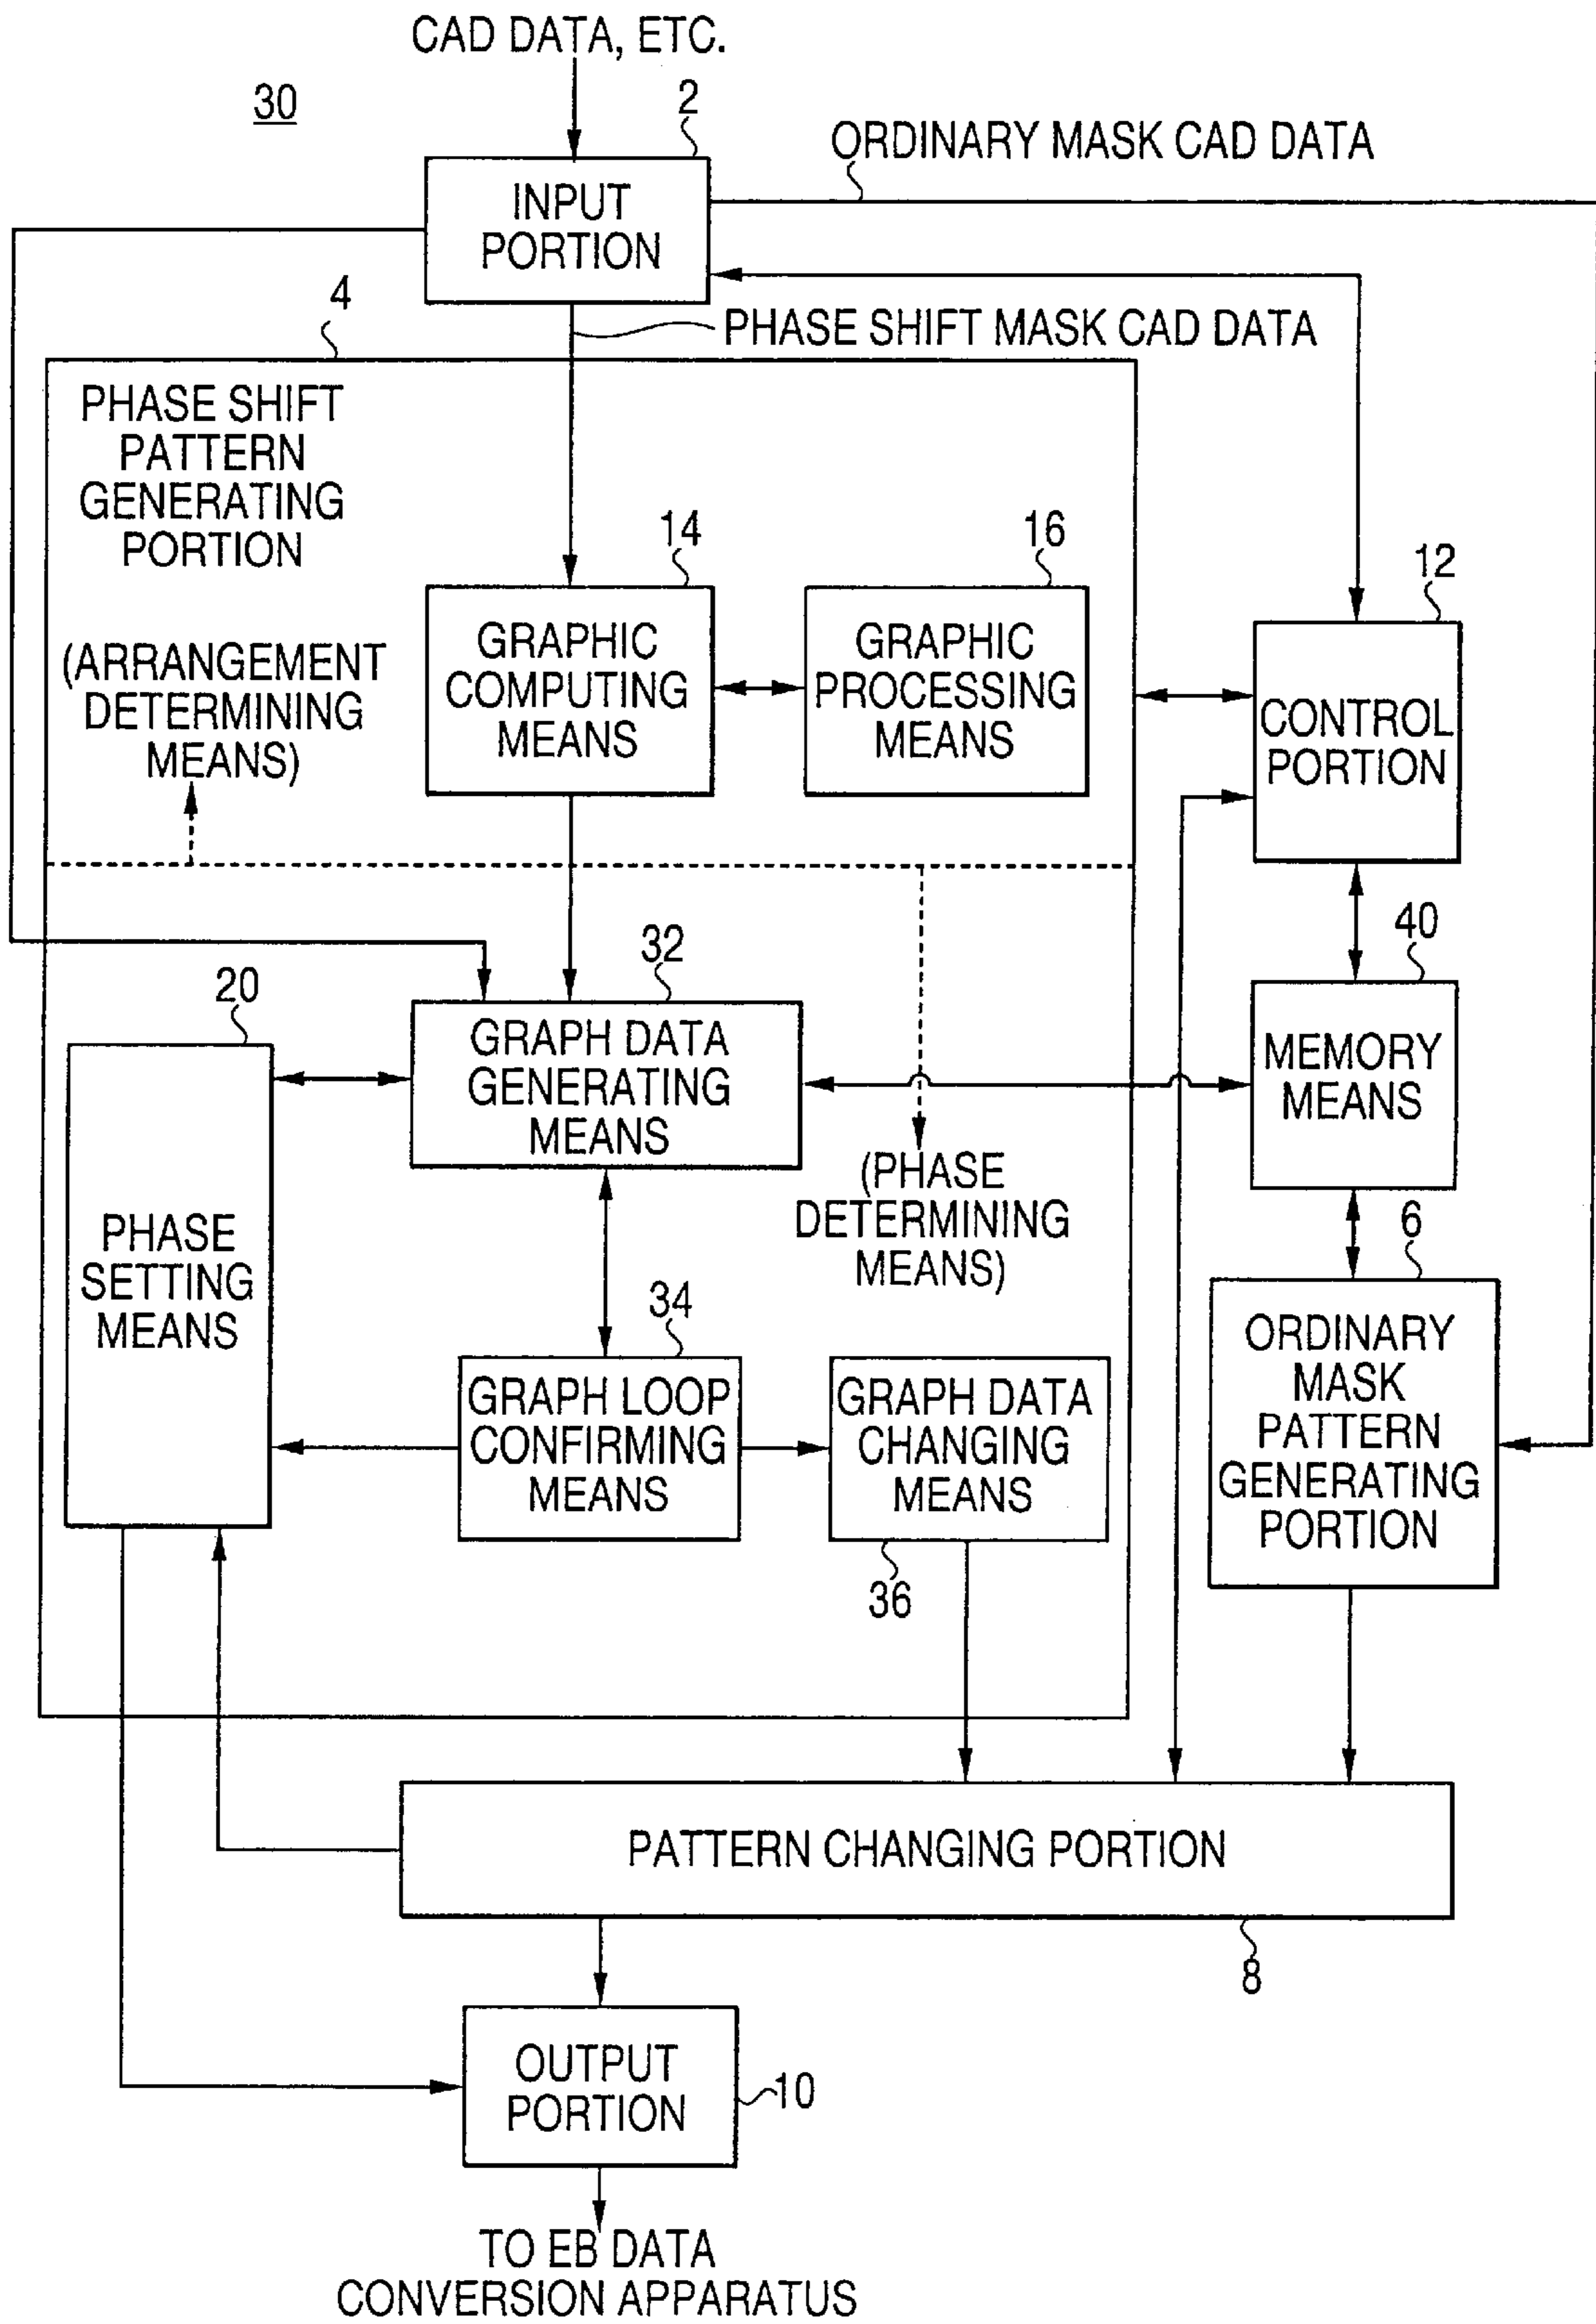 CAD DATA, ETC.
30
2
ORDINARY MASK CAD DATA
INPUT
PORTION
4
PHASE SHIFT MASK CAD DATA
PHASE SHIFT
PATTERN
GENERATING
PORTION
14
16
12
(ARRANGEMENT
DETERMINING
MEANS)
GRAPHIC
COMPUTING
MEANS
GRAPHIC
PROCESSING
MEANS
CONTROL
PORTION
32
40
20
GRAPH DATA
GENERATING
MEANS
MEMORY
MEANS
(PHASE
DETERMINING
MEANS)
6
PHASE
SETTING
MEANS
34
GRAPH LOOP
CONFIRMING
MEANS
GRAPH DATA
CHANGING
MEANS
ORDINARY
MASK
PATTERN
GENERATING
PORTION
36
PATTERN CHANGING PORTION
8
OUTPUT
PORTION
10
TO EB DATA
CONVERSION APPARATUS